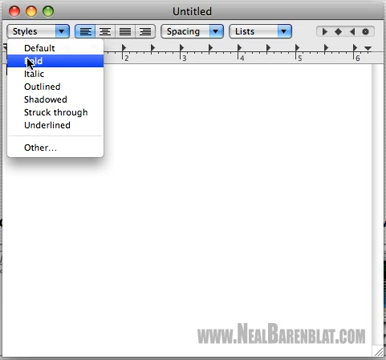 Untitled
Styles
Spacing
Lists
2 3 4 5 6
Default
Bold
Italic
Outlined
Shadowed
Struck through
Underlined
Other...
www.NealBarenblat.com